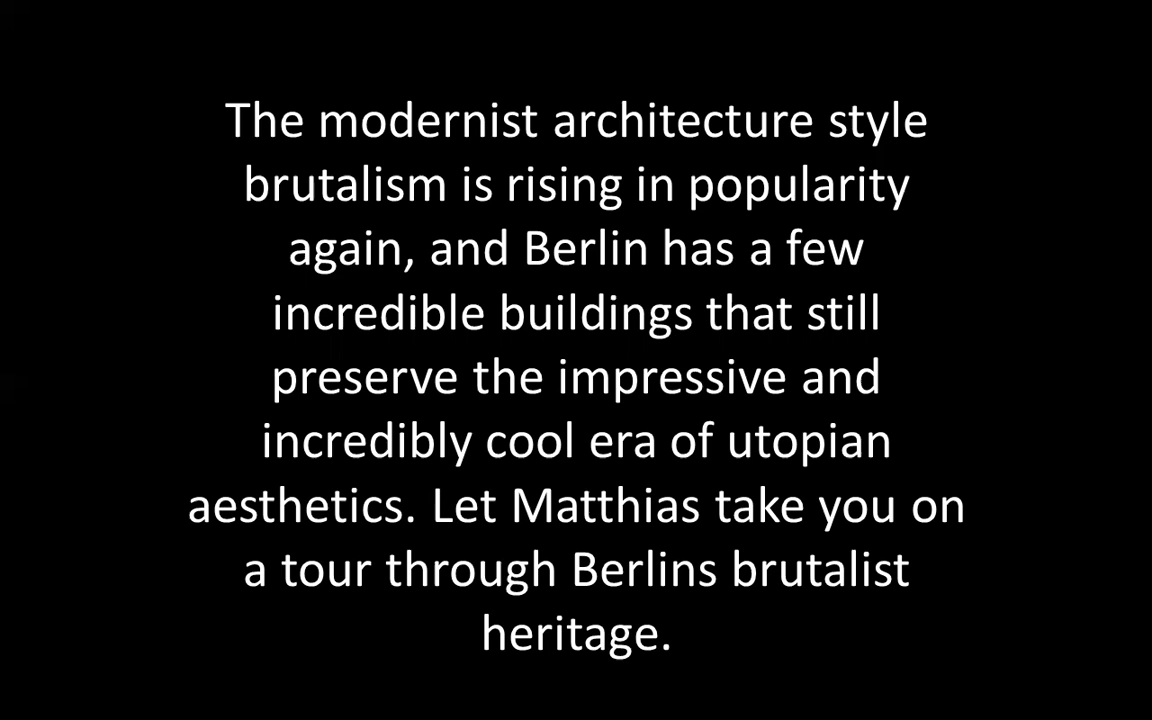 The modernist architecture style
brutalism is rising in popularity
again, and Berlin has a few
incredible buildings that still
preserve the impressive and
incredibly cool era of utopian
aesthetics. Let Matthias take you on
a tour through Berlins brutalist
heritage.